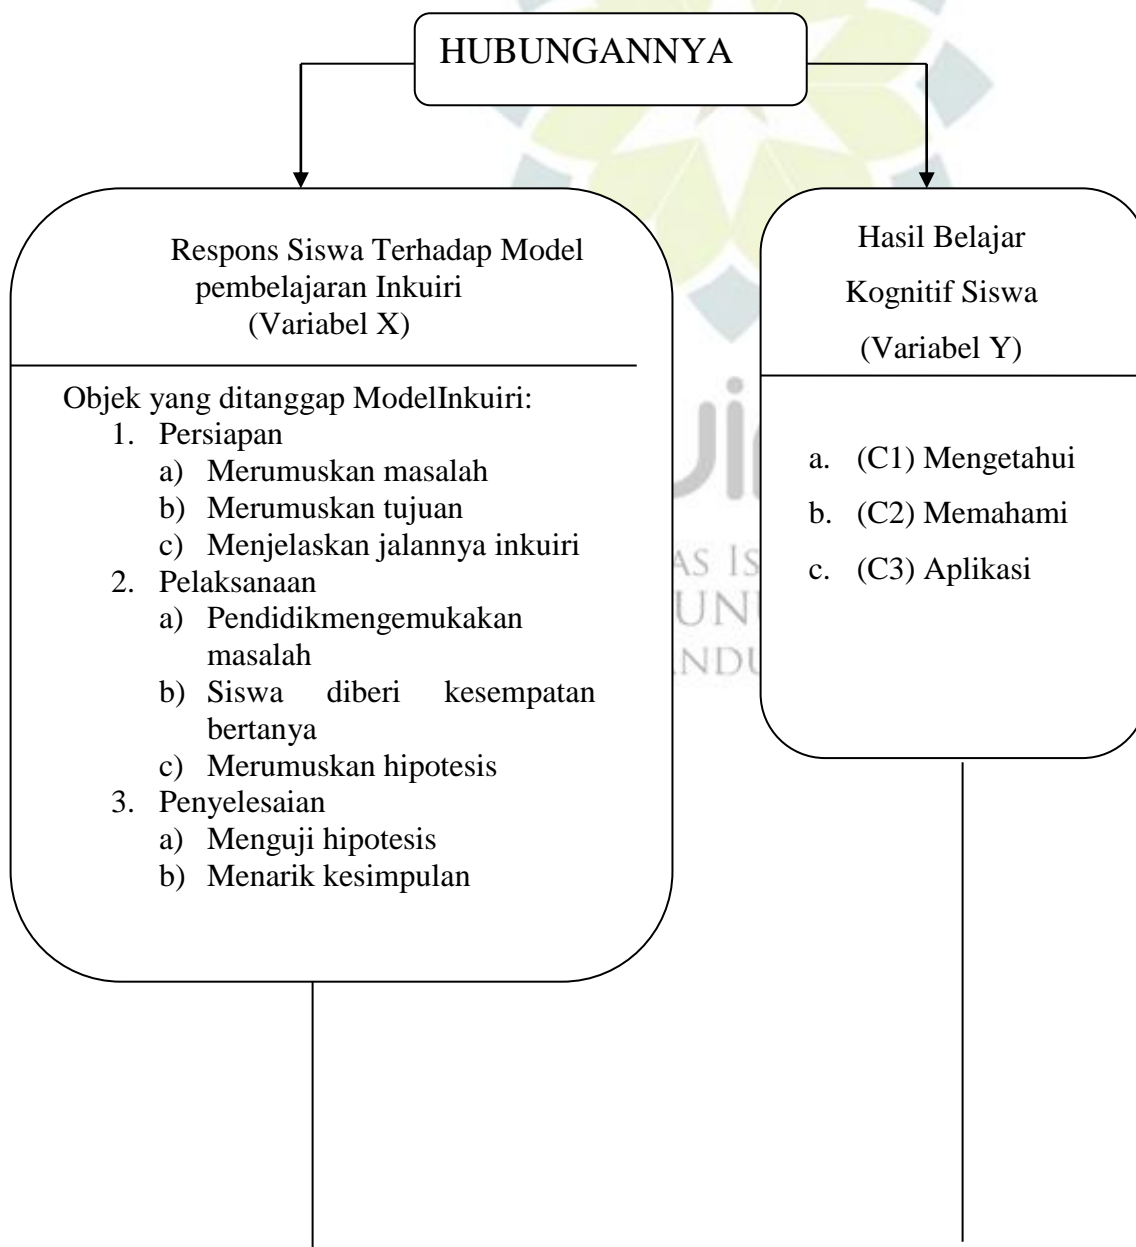 HUBUNGANNYA
Respons Siswa Terhadap Model
pembelajaran Inkuiri
(Variabel X)
Objek yang ditanggap ModelInkuiri:
1. Persiapan
a) Merumuskan masalah
b) Merumuskan tujuan
c) Menjelaskan jalannya inkuiri
2. Pelaksanaan
a) Pendidikmengemukakan
masalah
b) Siswa diberi kesempatan
bertanya
c) Merumuskan hipotesis
3. Penyelesaian
a) Menguji hipotesis
b) Menarik kesimpulan
Hasil Belajar
Kognitif Siswa
(Variabel Y)
a. (C1) Mengetahui
b. (C2) Memahami
c. (C3) Aplikasi